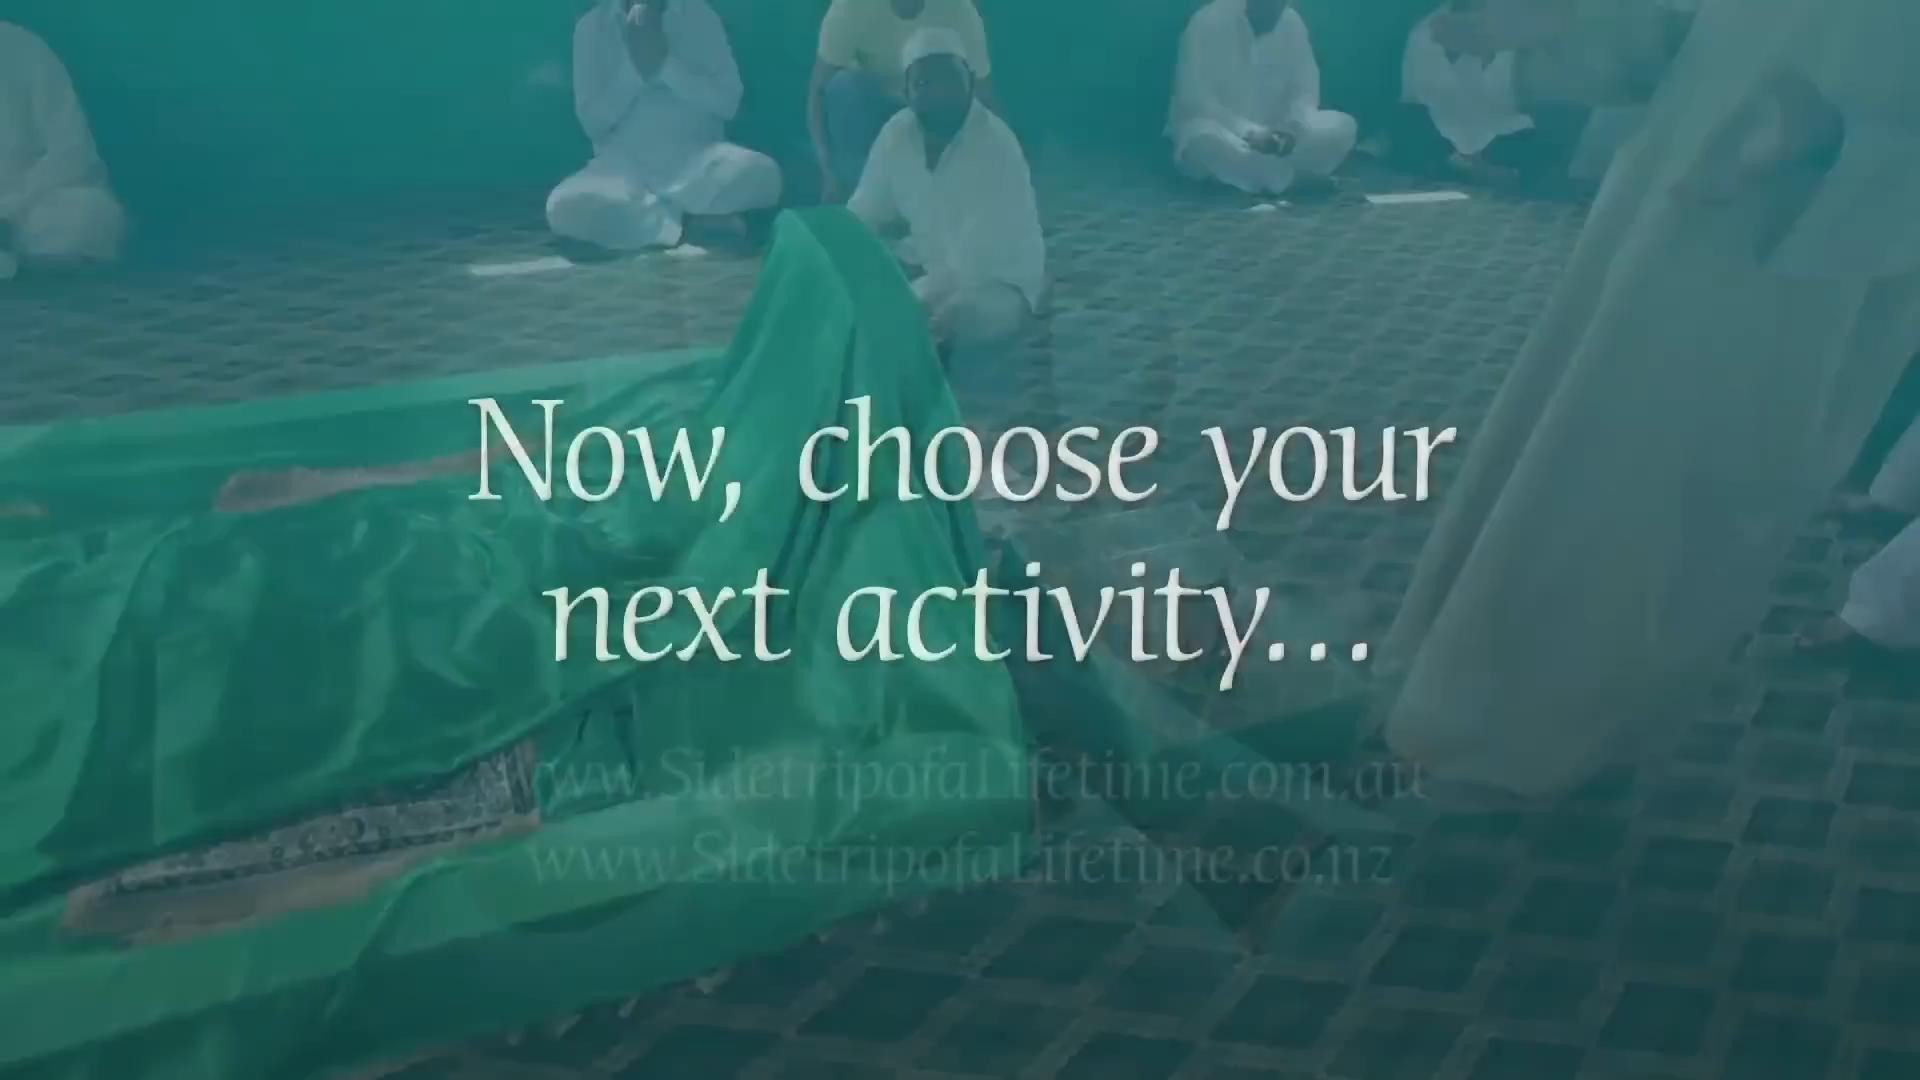 Now, choose your
next activity...
www.SidetripofaLifetime.com.au
www.SidetripofaLifetime.co.nz